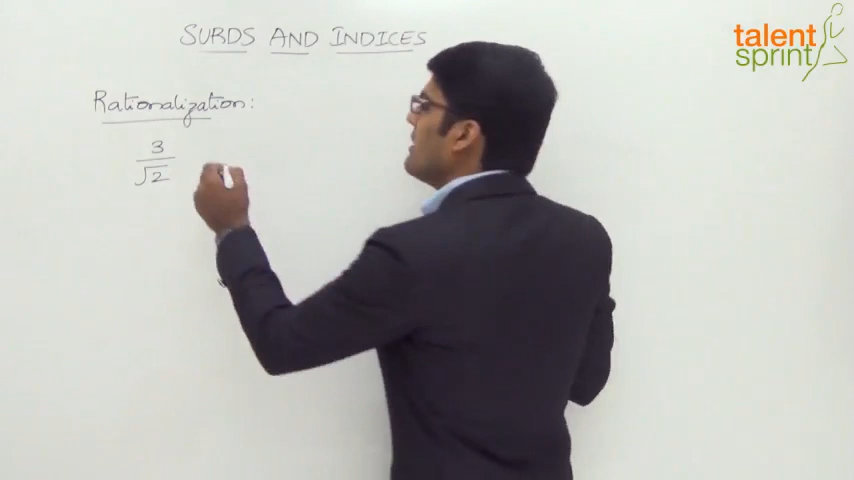 SURDS AND INDICES
talent
sprint
Rationalization:
3
√2